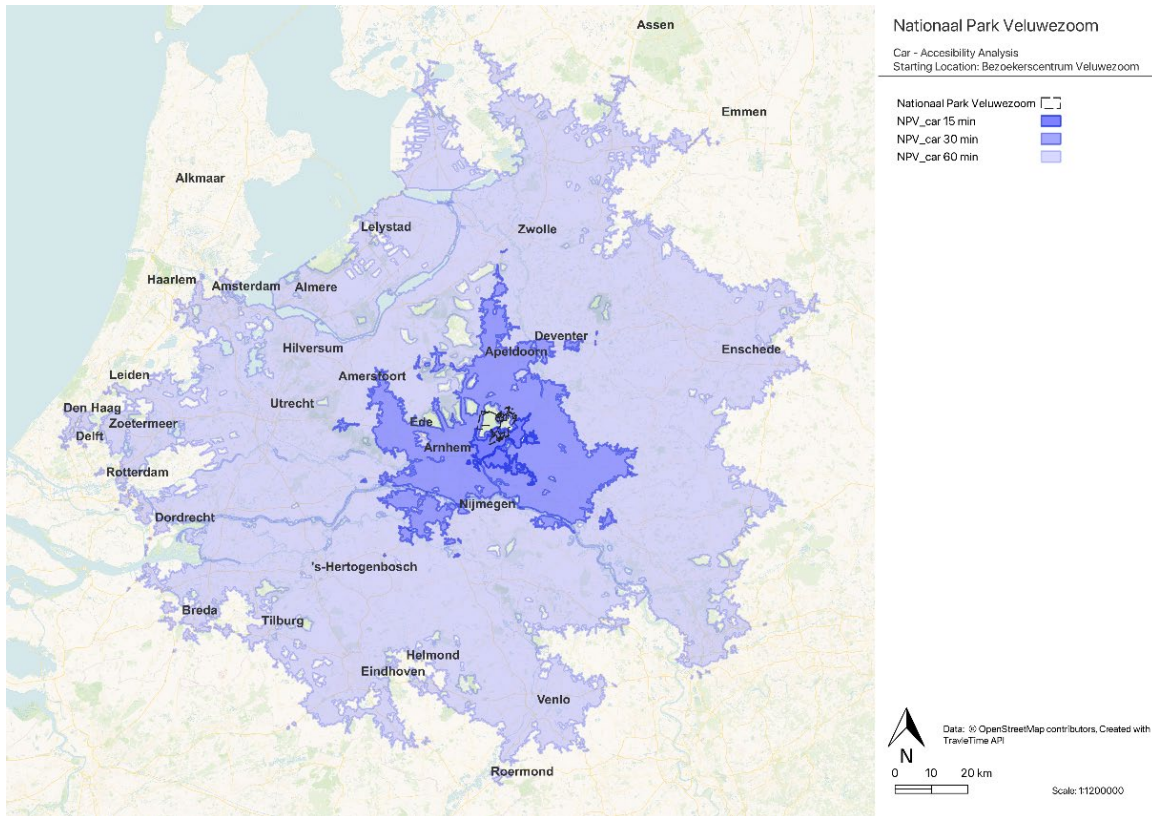 Assen
Emmen
Alkmaar
Lelystad
Zwolle
Haarlem
Amsterdam
Almere
Deventer
Hilversum
Apeldoorn
Enschede
Leiden
Amersfoort
Den Haag
Utrecht
Zoetermeer
Ede
Delft
Arnhem
Rotterdam
Nijmegen
Dordrecht
's-Hertogenbosch
Breda
Tilburg
Helmond
Eindhoven
Venlo
Roermond
Nationaal Park Veluwezoom
Car - Accesibility Analysis
Starting Location: Bezoekerscentrum Veluwezoom
Nationaal Park Veluwezoom
NPV_car 15 min
NPV_car 30 min
NPV_car 60 min
N
Data: © OpenStreetMap contributors, Created with
TravleTime API
0 10 20 km
Scale: 1:1200000